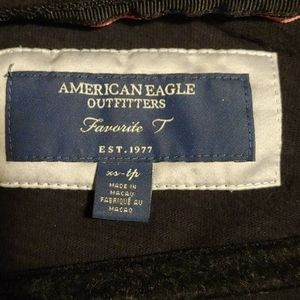 AMERICAN EAGLE
OUTFITTERS
Favorite T
EST. 1977
xs-tp
MADE IN
MACAU
FABRIQUÉ AU
MACAO